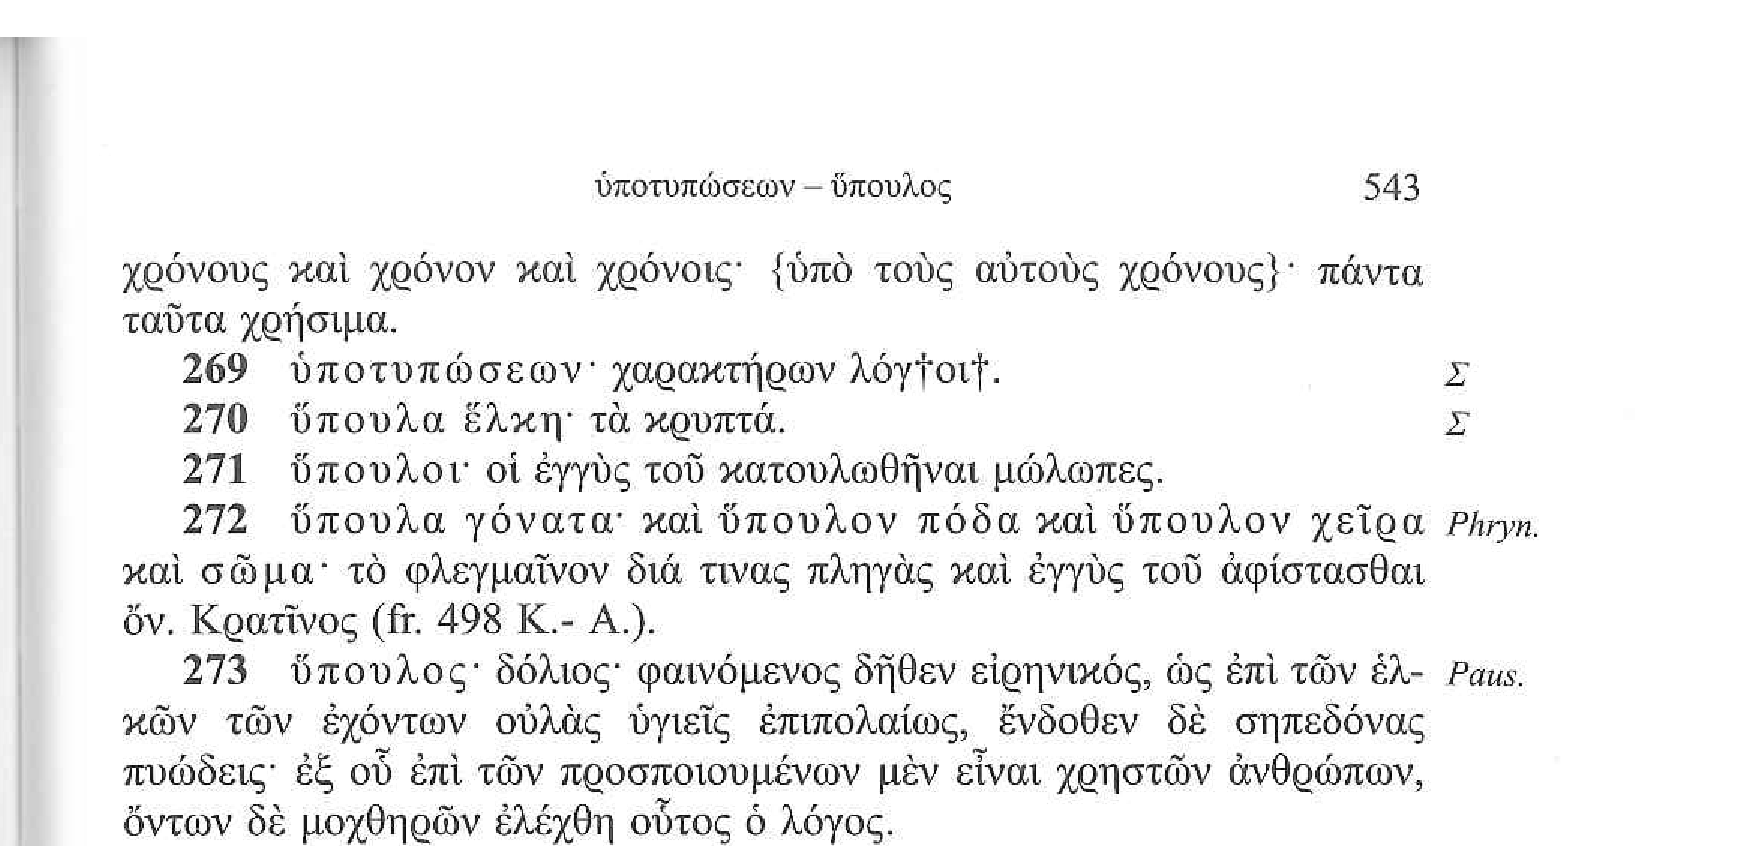 ὑποτυπώσεων – ὕπουλος 543
χρόνους καὶ χρόνον καὶ χρόνοις· {ὑπὸ τοὺς αὐτοὺς χρόνους}· πάντα
ταῦτα χρήσιμα.
269 ὑποτυπώσεων· χαρακτήρων λόγ†οι†. Σ
270 ὕπουλα ἕλκη· τὰ κρυπτά. Σ
271 ὕπουλοι· οἱ ἐγγὺς τοῦ κατουλωθῆναι μώλωπες.
272 ὕπουλα γόνατα· καὶ ὕπουλον πόδα καὶ ὕπουλον χεῖρα Phryn.
καὶ σῶμα· τὸ φλεγμαῖνον διά τινας πληγὰς καὶ ἐγγὺς τοῦ ἀφίστασθαι
ὄν. Κρατῖνος (fr. 498 K.- A.).
273 ὕπουλος· δόλιος· φαινόμενος δῆθεν εἰρηνικός, ὡς ἐπὶ τῶν ἑλ- Paus.
κῶν τῶν ἐχόντων οὐλὰς ὑγιεῖς ἐπιπολαίως, ἔνδοθεν δὲ σηπεδόνας
πυώδεις· ἐξ οὗ ἐπὶ τῶν προσποιουμένων μὲν εἶναι χρηστῶν ἀνθρώπων,
ὄντων δὲ μοχθηρῶν ἐλέχθη οὗτος ὁ λόγος.